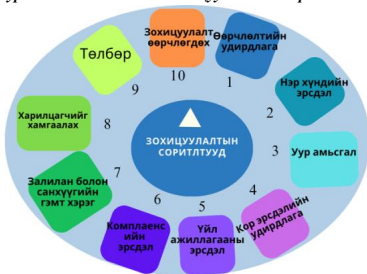 Зохицуулалт
өөрчлөгдөх
10
Өөрчлөлтийн
удирдлага
1
Нэр хүндийн
эрсдэл
2
Уур амьсгал
3
Кор эрсдэлийн
удирдлага
4
Үйл
ажиллагааны
эрсдэл
5
Комплаенс
ийн
эрсдэл
6
Залилан болон
санхүүгийн
гэмт хэрэг
7
Харилцагчийг
хамгаалах
8
Төлбөр
9
ЗОХИЦУУЛАЛТЫН
СОРИЛТУУД